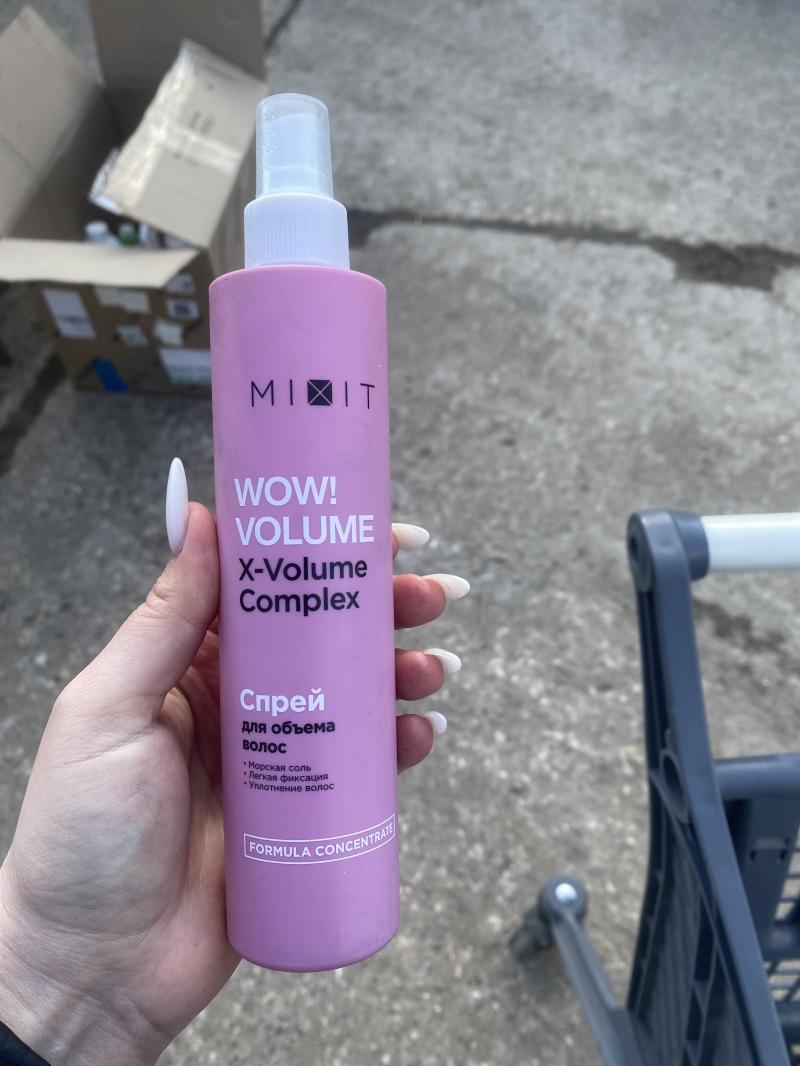 MIXIT
WOW!
VOLUME
X-Volume
Complex
Спрей
для объема
волос
• Морская соль
• Легкая фиксация
• Уплотнение волос
FORMULA CONCENTRATE